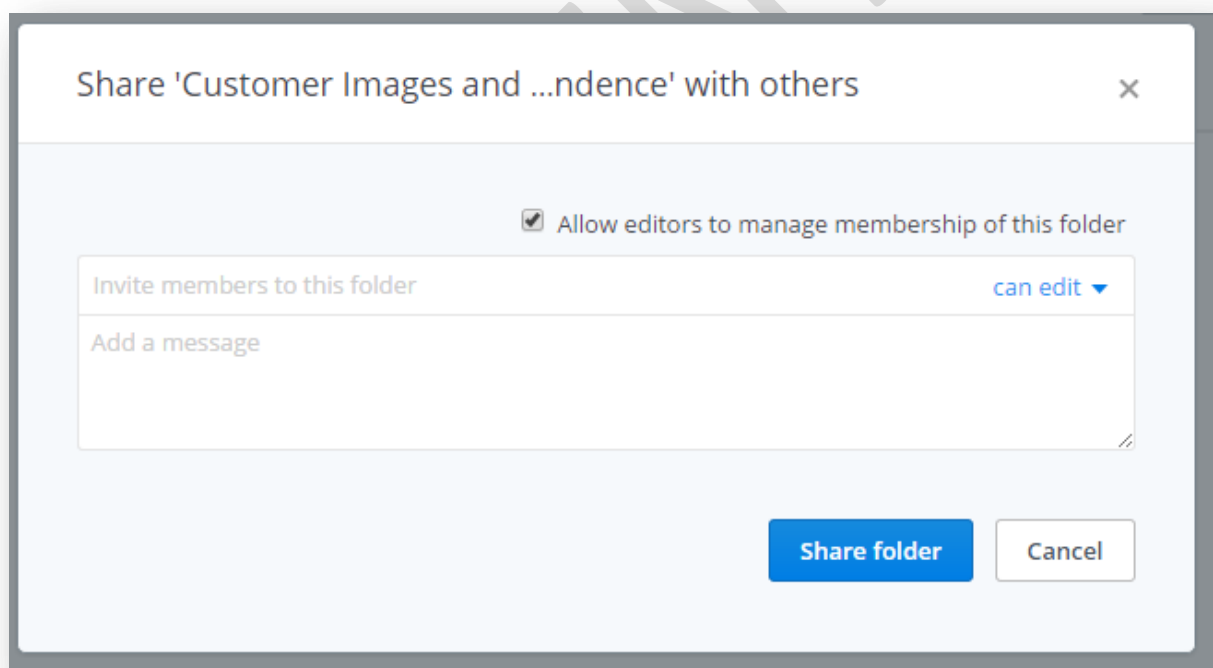 Share 'Customer Images and ...ndence' with others
×
Allow editors to manage membership of this folder
Invite members to this folder can edit
Add a message
Share folder Cancel